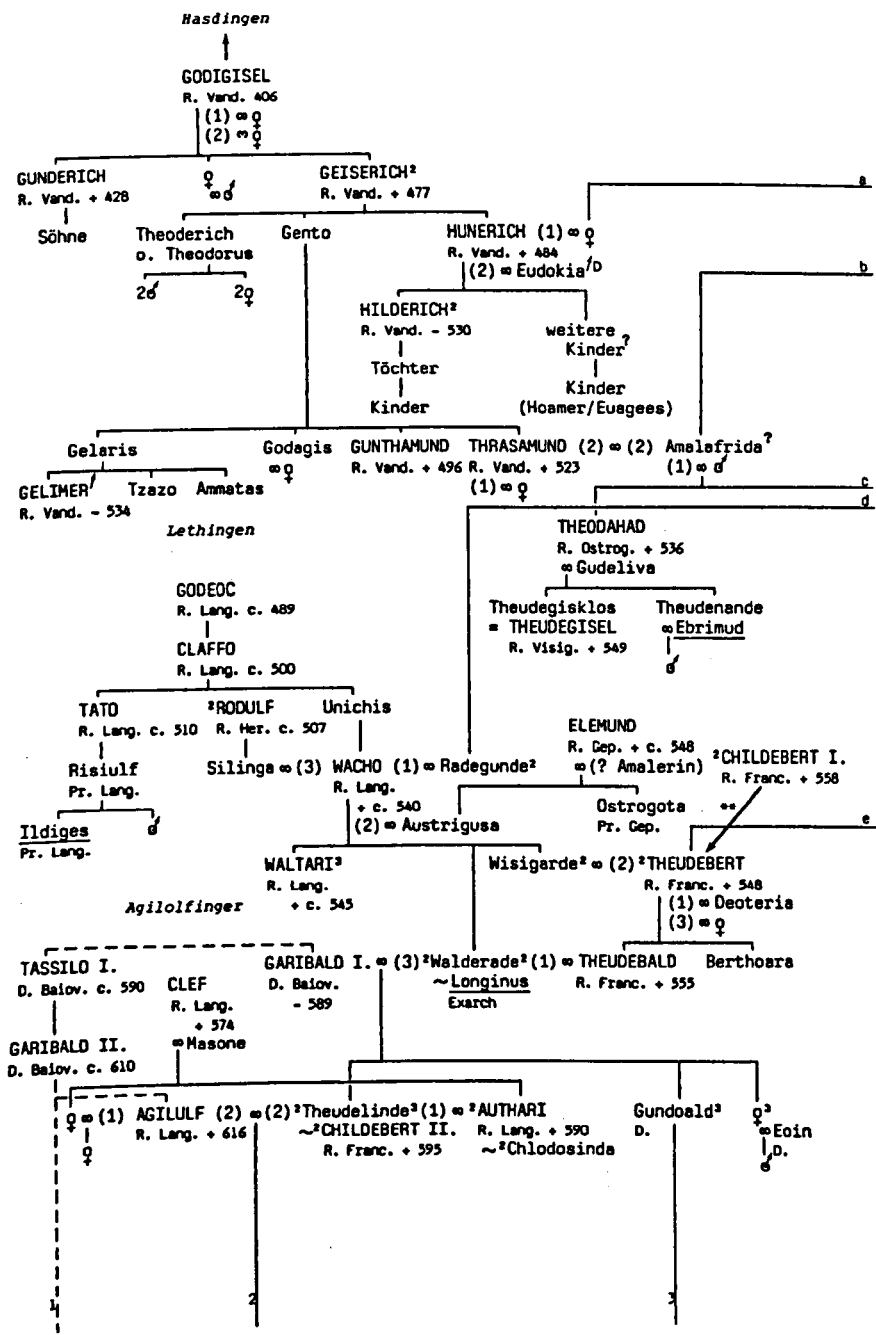 Hasdingen
GODIGISEL
R. Vand. 406
(1) ∞ ♀
(2) ∞ ♀
GUNDERICH ♀ GEISERICH²
R. Vand. + 428 ∞ ♂ R. Vand. + 477
a
Söhne Theoderich Gento HUNERICH (1) ∞ ♀
D. Theodorus R. Vand. + 484
(2) ∞ Eudokia/D
b
2♂ 2♀
HILDERICH² weitere
R. Vand. - 530 Kinder?
Töchter
Kinder Kinder
(Hoamer/Euagees)
Gelaris Godagis GUNTHAMUND THRASAMUND (2) ∞ (2) Amalafrida?
∞ ♀ R. Vand. + 496 R. Vand. + 523 (1) ∞ ♂
GELIMER Tzazo Ammatas (1) ∞ ♀
c
R. Vand. - 534
d
Lethingen THEODAHAD
R. Ostrog. + 536
∞ Gudeliva
GODEOC
R. Lang. c. 489
Theudegisklos Theudenande
= THEUDEGISEL ∞ Ebrimud
R. Visig. + 549 ♂
CLAFFO
R. Lang. c. 500
TATO ²RODULF Unichis ELEMUND
R. Lang. c. 510 R. Her. c. 507 R. Gep. + c. 548
²CHILDEBERT I.
R. Franc. + 558
Risiulf Silinga ∞ (3) WACHO (1) ∞ Radegunde² ∞ (? Amalerin)
Pr. Lang. R. Lang.
+ c. 540 Ostrogota **
Ildiges ♂ (2) ∞ Austrigusa Pr. Gep.
e
Pr. Lang.
WALTARI³ Wisigarde² ∞ (2) ²THEUDEBERT
R. Lang. R. Franc. + 548
+ c. 545 (1) ∞ Deoteria
Agilolfinger (3) ∞ ♀
TASSILO I. CLEF GARIBALD I. ∞ (3) ²Walderade² (1) ∞ THEUDEBALD Berthoara
D. Baiov. c. 590 R. Lang. D. Baiov. ~ Longinus R. Franc. + 555
+ 574 - 589 Exarch
GARIBALD II. ∞ Masone
D. Baiov. c. 610
♀ ∞ (1) AGILULF (2) ∞ (2) ²Theudelinde³ (1) ∞ ²AUTHARI Gundoald³ ♀³
♀ R. Lang. + 616 ~ ²CHILDEBERT II. R. Lang. + 590 D. ∞ Eoin
R. Franc. + 595 ~ ²Chlodosinda ♂ D.
1 2 3